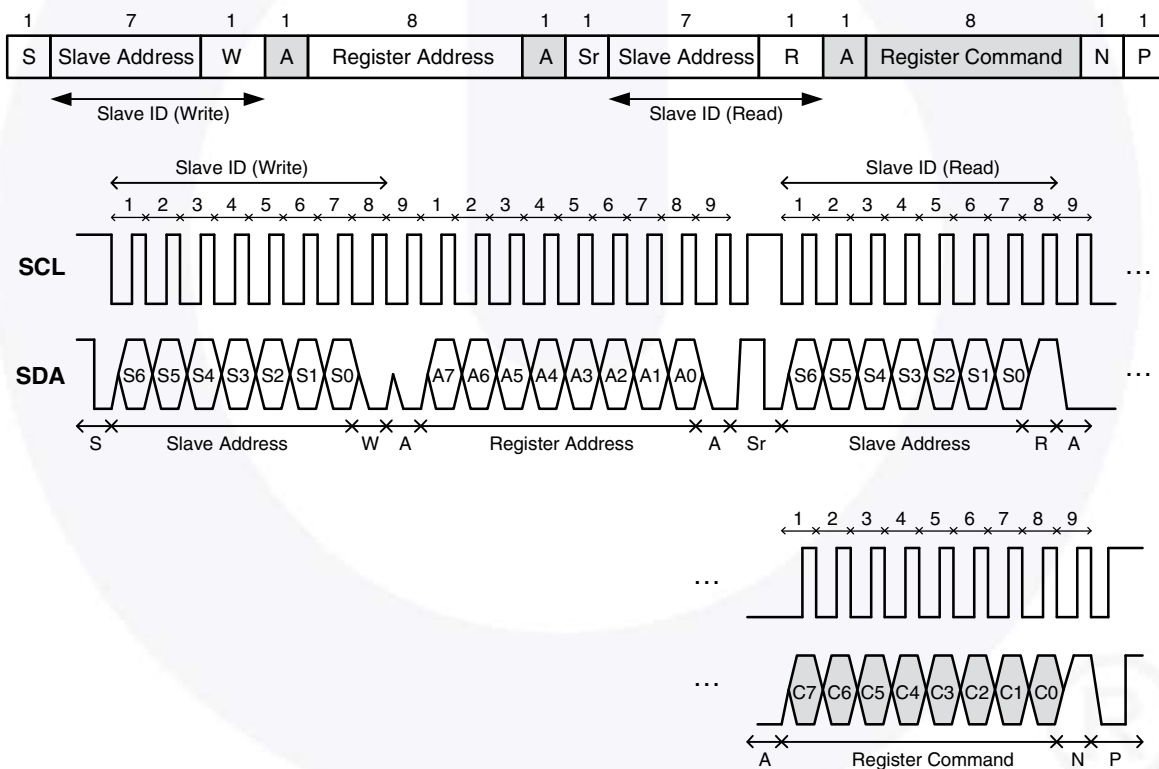 1 7 1 1 8 1 1 7 1 1 8 1 1
S Slave Address W A Register Address A Sr Slave Address R A Register Command N P
Slave ID (Write) Slave ID (Read)
Slave ID (Write) Slave ID (Read)
1 2 3 4 5 6 7 8 9 1 2 3 4 5 6 7 8 9 1 2 3 4 5 6 7 8 9
SCL ...
SDA S6 S5 S4 S3 S2 S1 S0 A7 A6 A5 A4 A3 A2 A1 A0 S6 S5 S4 S3 S2 S1 S0 ...
S Slave Address W A Register Address A Sr Slave Address R A
1 2 3 4 5 6 7 8 9
...
... C7 C6 C5 C4 C3 C2 C1 C0
A Register Command N P
®